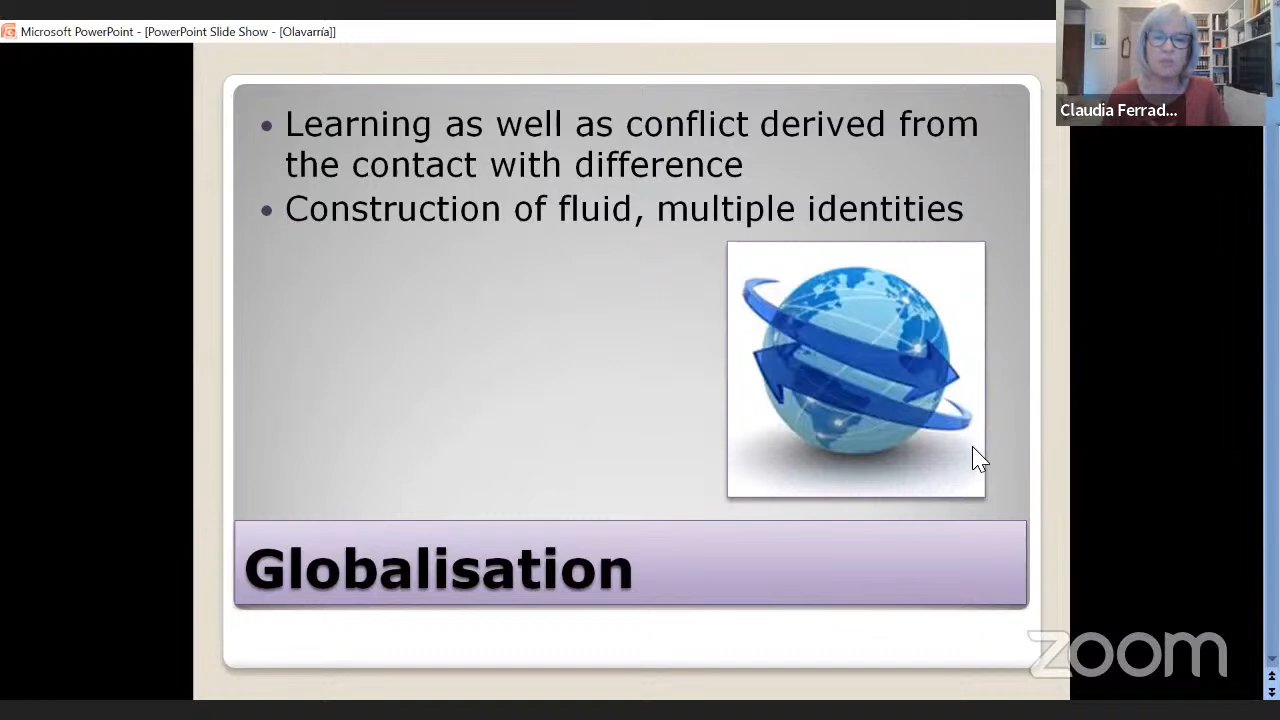 Microsoft PowerPoint - [PowerPoint Slide Show - [Olavarría]]
Claudia Ferrad...
• Learning as well as conflict derived from
the contact with difference
• Construction of fluid, multiple identities
Globalisation
zoom